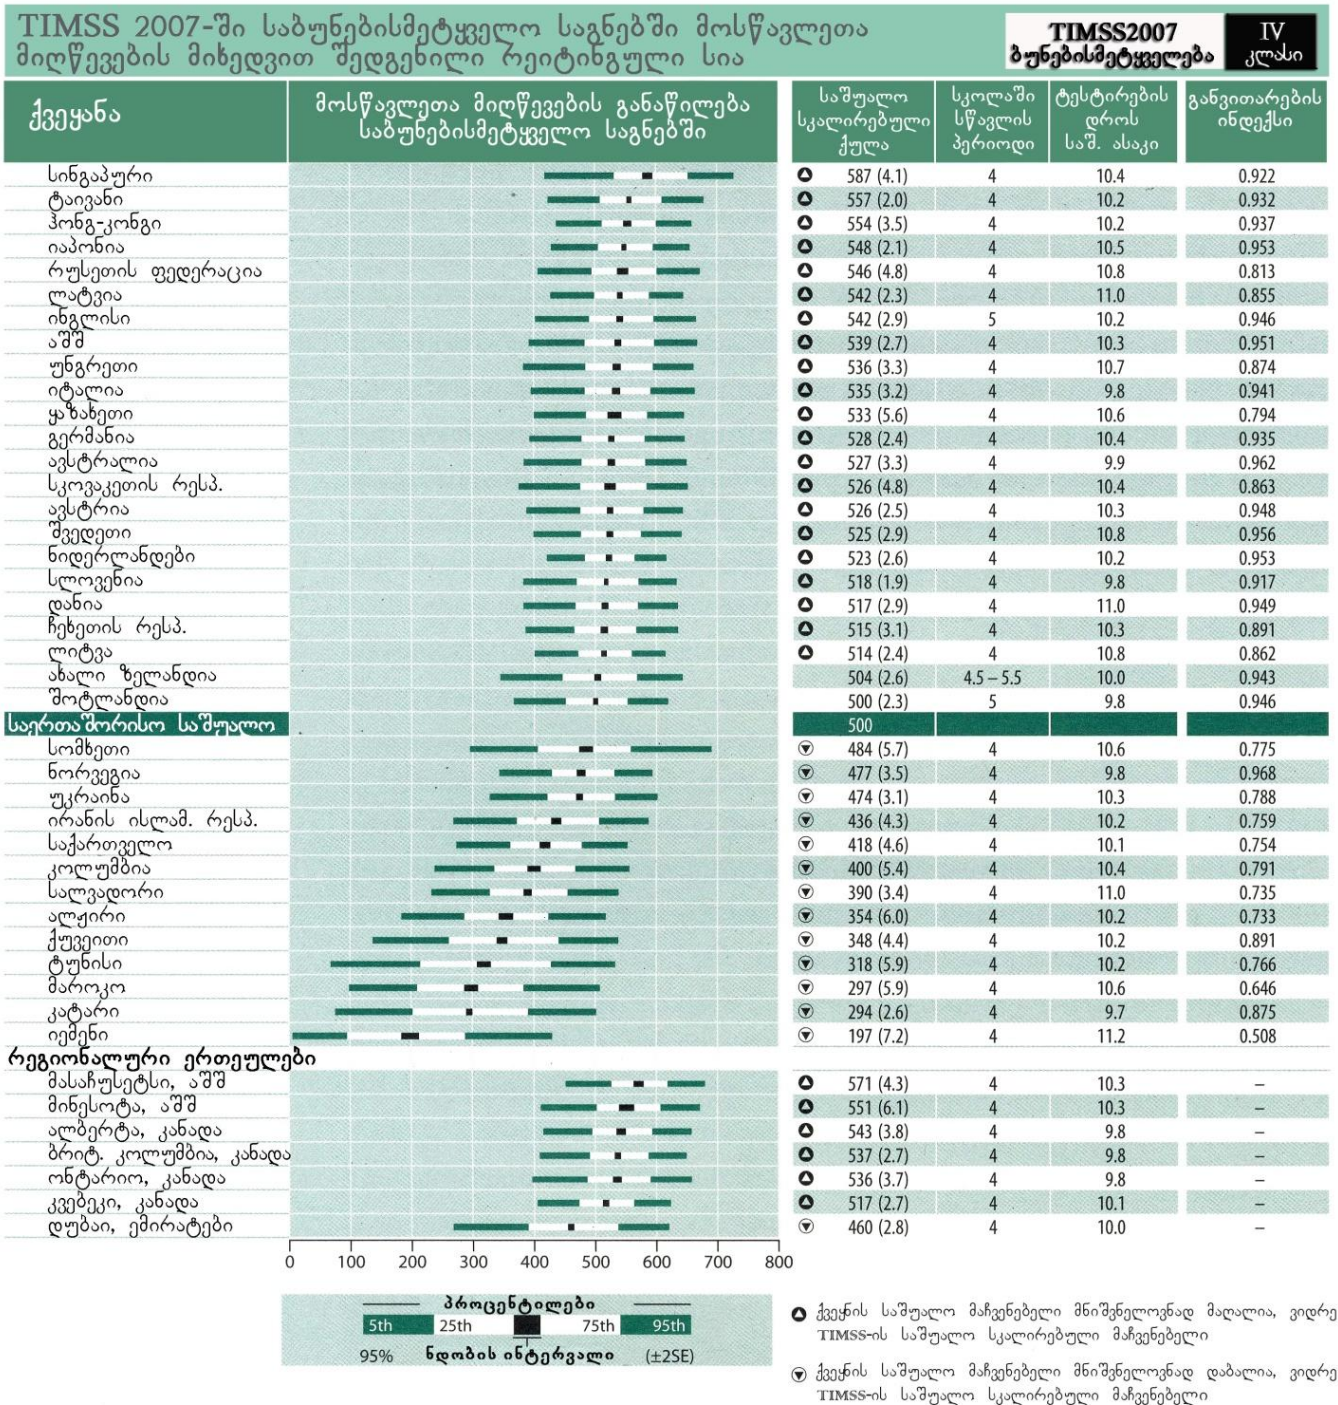 TIMSS 2007-ში საბუნებისმეტყველო საგნებში მოსწავლეთა
მიღწევების მიხედვით შედგენილი რეიტინგული სია
TIMSS2007
ბუნებისმეტყველება
IV
კლასი
ქვეყანა
მოსწავლეთა მიღწევების განაწილება
საბუნებისმეტყველო საგნებში
საშუალო
სკალირებული
ქულა
სკოლაში
სწავლის
პერიოდი
ტესტირების
დროს
საშ. ასაკი
განვითარების
ინდექსი
სინგაპური 587 (4.1) 4 10.4 0.922
ტაივანი 557 (2.0) 4 10.2 0.932
ჰონგ-კონგი 554 (3.5) 4 10.2 0.937
იაპონია 548 (2.1) 4 10.5 0.953
რუსეთის ფედერაცია 546 (4.8) 4 10.8 0.813
ლატვია 542 (2.3) 4 11.0 0.855
ინგლისი 542 (2.9) 5 10.2 0.946
აშშ 539 (2.7) 4 10.3 0.951
უნგრეთი 536 (3.3) 4 10.7 0.874
იტალია 535 (3.2) 4 9.8 0.941
ყაზახეთი 533 (5.6) 4 10.6 0.794
გერმანია 528 (2.4) 4 10.4 0.935
ავსტრალია 527 (3.3) 4 9.9 0.962
სკოვაკეთის რესპ. 526 (4.8) 4 10.4 0.863
ავსტრია 526 (2.5) 4 10.3 0.948
შვედეთი 525 (2.9) 4 10.8 0.956
ნიდერლანდები 523 (2.6) 4 10.2 0.953
სლოვენია 518 (1.9) 4 9.8 0.917
დანია 517 (2.9) 4 11.0 0.949
ჩეხეთის რესპ. 515 (3.1) 4 10.3 0.891
ლიტვა 514 (2.4) 4 10.8 0.862
ახალი ზელანდია 504 (2.6) 4.5 – 5.5 10.0 0.943
შოტლანდია 500 (2.3) 5 9.8 0.946
საერთაშორისო საშუალო 500
სომხეთი 484 (5.7) 4 10.6 0.775
ნორვეგია 477 (3.5) 4 9.8 0.968
უკრაინა 474 (3.1) 4 10.3 0.788
ირანის ისლამ. რესპ. 436 (4.3) 4 10.2 0.759
საქართველო 418 (4.6) 4 10.1 0.754
კოლუმბია 400 (5.4) 4 10.4 0.791
სალვადორი 390 (3.4) 4 11.0 0.735
ალჟირი 354 (6.0) 4 10.2 0.733
ქუვეითი 348 (4.4) 4 10.2 0.891
ტუნისი 318 (5.9) 4 10.2 0.766
მაროკო 297 (5.9) 4 10.6 0.646
კატარი 294 (2.6) 4 9.7 0.875
იემენი 197 (7.2) 4 11.2 0.508
რეგიონალური ერთეულები
მასაჩუსეტსი, აშშ 571 (4.3) 4 10.3 –
მინესოტა, აშშ 551 (6.1) 4 10.3 –
ალბერტა, კანადა 543 (3.8) 4 9.8 –
ბრიტ. კოლუმბია, კანადა 537 (2.7) 4 9.8 –
ონტარიო, კანადა 536 (3.7) 4 9.8 –
კვებეკი, კანადა 517 (2.7) 4 10.1 –
დუბაი, ემირატები 460 (2.8) 4 10.0 –
0 100 200 300 400 500 600 700 800
პროცენტილები
5th 25th 75th 95th
95% ნდობის ინტერვალი (±2SE)
ქვეყნის საშუალო მაჩვენებელი მნიშვნელოვნად მაღალია, ვიდრე
TIMSS-ის საშუალო სკალირებული მაჩვენებელი
ქვეყნის საშუალო მაჩვენებელი მნიშვნელოვნად დაბალია, ვიდრე
TIMSS-ის საშუალო სკალირებული მაჩვენებელი